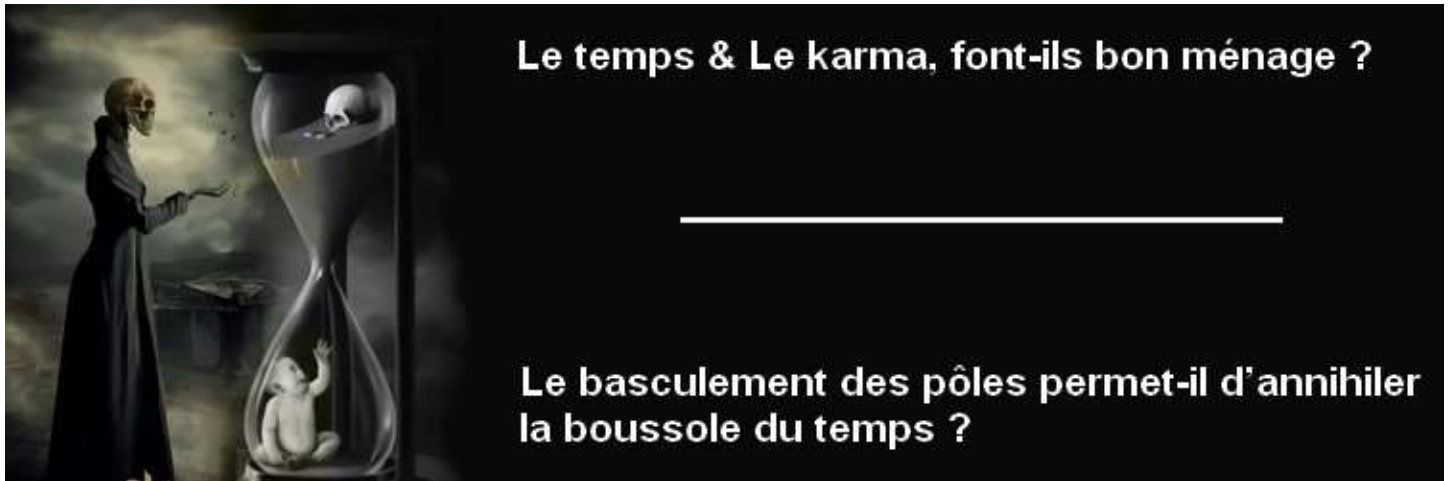 Le temps & Le karma, font-ils bon ménage ?
Le basculement des pôles permet-il d’annihiler
la boussole du temps ?